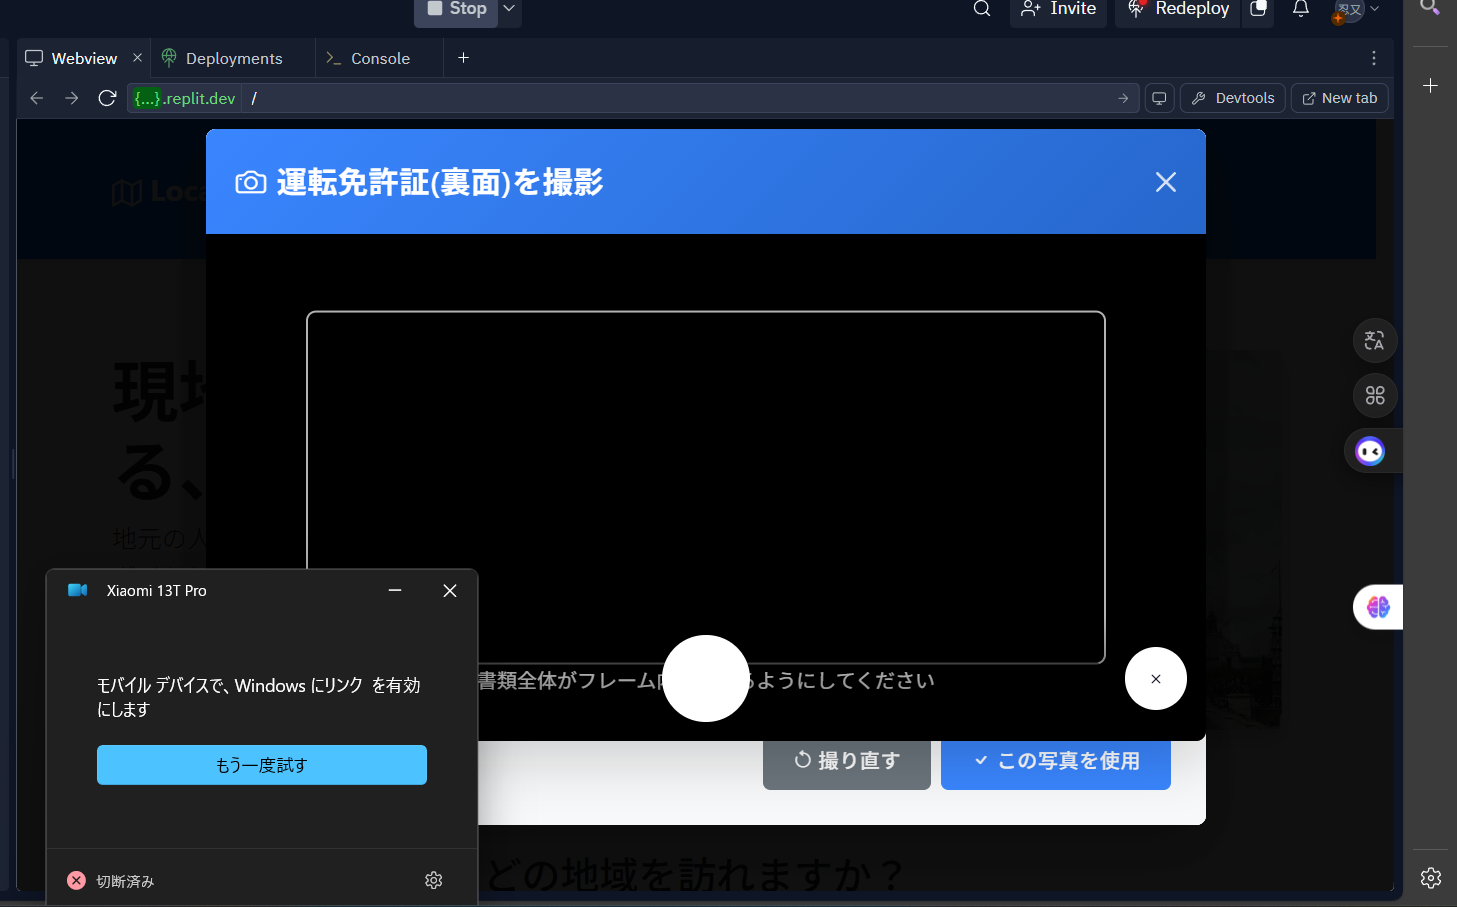 Stop
Invite
Redeploy
Webview
Deployments
Console
{...}.replit.dev
/
Devtools
New tab
Loca
運転免許証(裏面)を撮影
現地
る、
地元の人
書類全体がフレーム内
ようにしてください
撮り直す
この写真を使用
どの地域を訪れますか？
Xiaomi 13T Pro
モバイル デバイスで、Windows にリンク を有効
にします
もう一度試す
切断済み